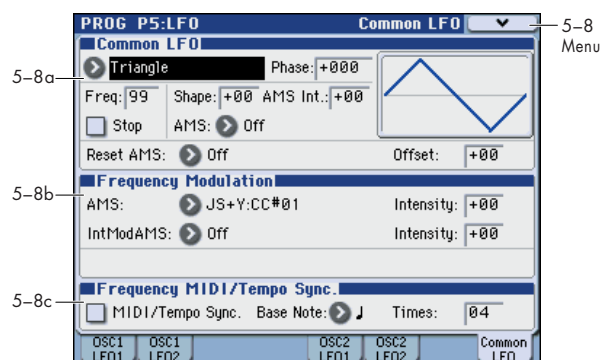 PROG P5:LFO Common LFO
5–8
Menu
Common LFO
5–8a
Triangle Phase: +000
Freq: 99 Shape: +00 AMS Int.: +00
Stop AMS: Off
Reset AMS: Off Offset: +00
5–8b
Frequency Modulation
AMS: JS+Y:CC#01 Intensity: +00
IntModAMS: Off Intensity: +00
5–8c
Frequency MIDI/Tempo Sync.
MIDI/Tempo Sync. Base Note: ♩ Times: 04
OSC1 LFO1
OSC1 LFO2
OSC2 LFO1
OSC2 LFO2
Common LFO